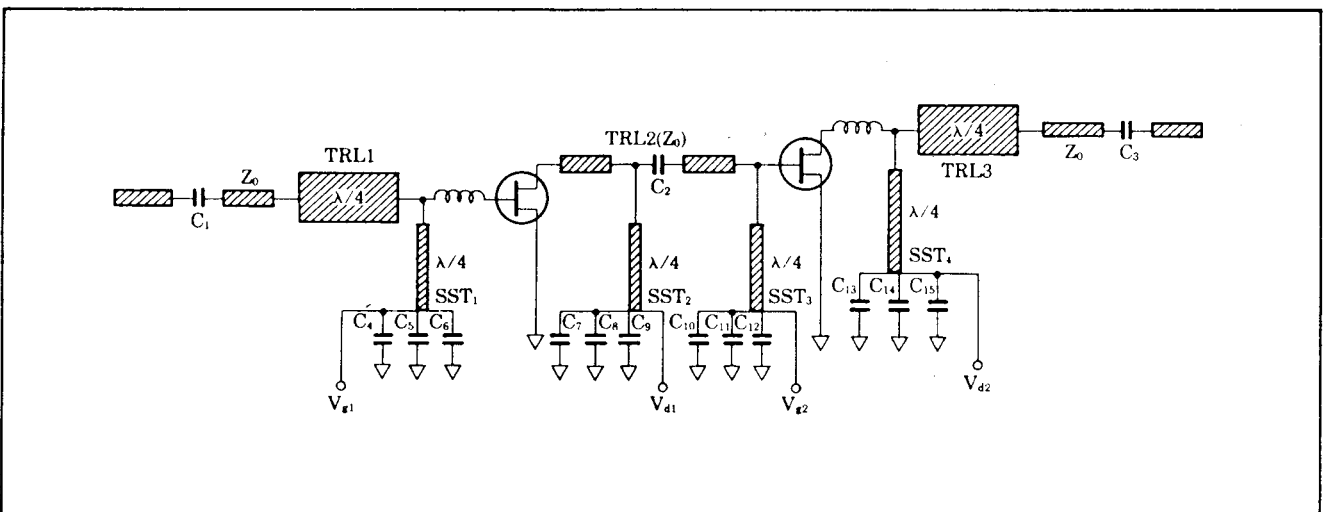 TRL1
Z₀
λ/4
C₁
TRL2(Z₀)
C₂
λ/4
TRL3
Z₀
C₃
λ/4
SST₁
C₄ C₅ C₆
V_g1
λ/4
SST₂
C₇ C₈ C₉
V_d1
λ/4
SST₃
C₁₀ C₁₁ C₁₂
V_g2
λ/4
SST₄
C₁₃ C₁₄ C₁₅
V_d2